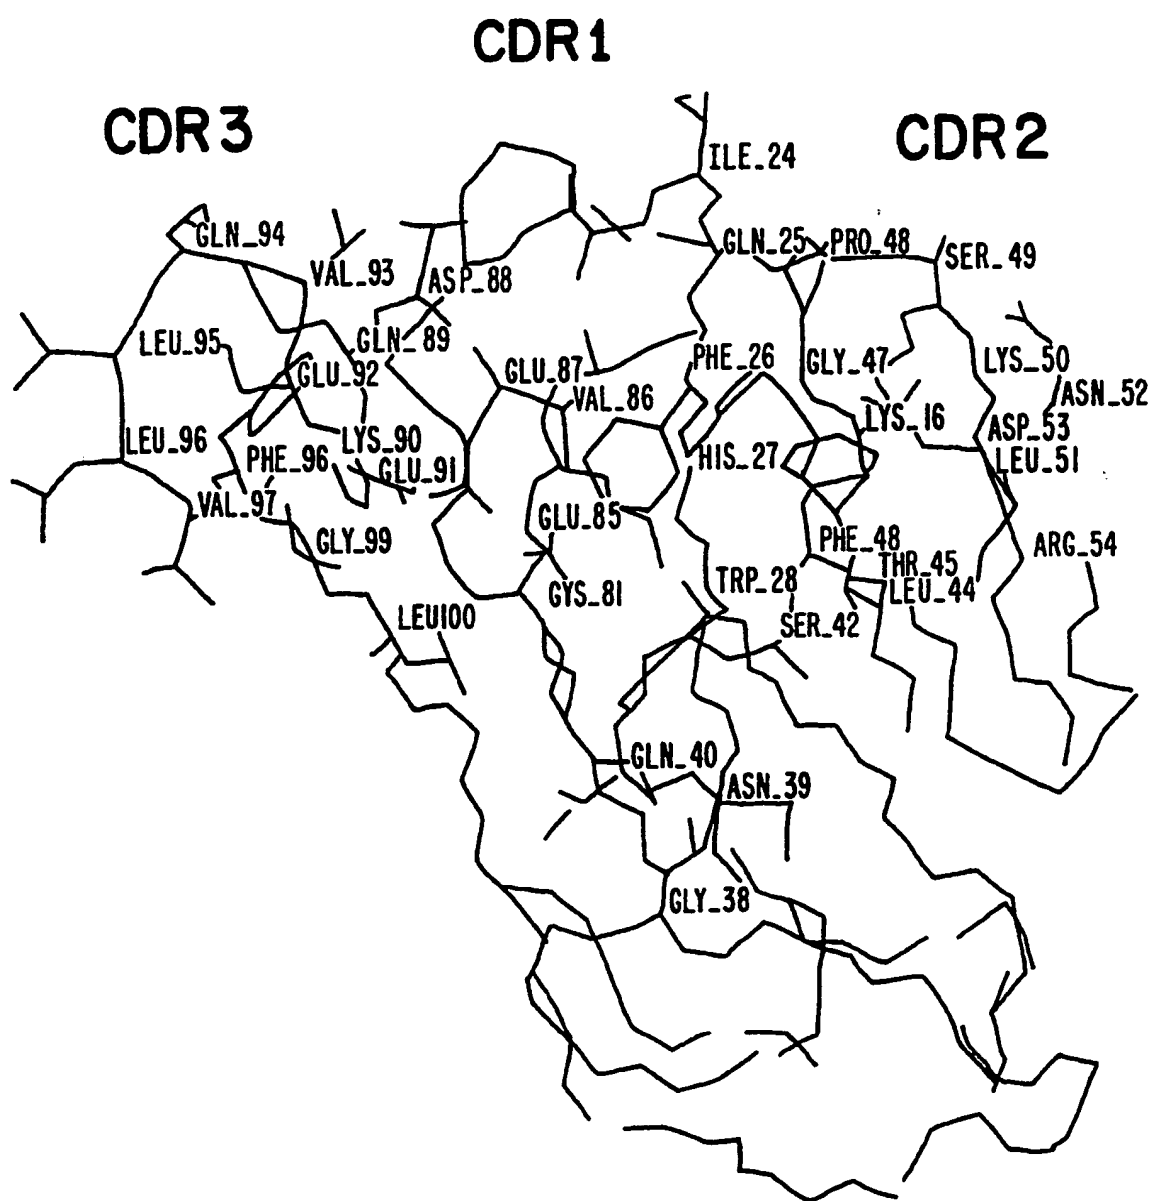 CDR1
CDR3
CDR2
ILE_24
GLN_94
GLN_25
PRO_48
SER_49
VAL_93
ASP_88
LEU_95
GLN_89
PHE_26
GLY_47
LYS_50
GLU_92
GLU_87
VAL_86
ASN_52
LYS_16
LEU_96
LYS_90
ASP_53
PHE_96
GLU_91
HIS_27
LEU_51
VAL_97
GLU_85
GLY_99
PHE_48
ARG_54
THR_45
GYS_81
TRP_28
LEU_44
LEU100
SER_42
GLN_40
ASN_39
GLY_38